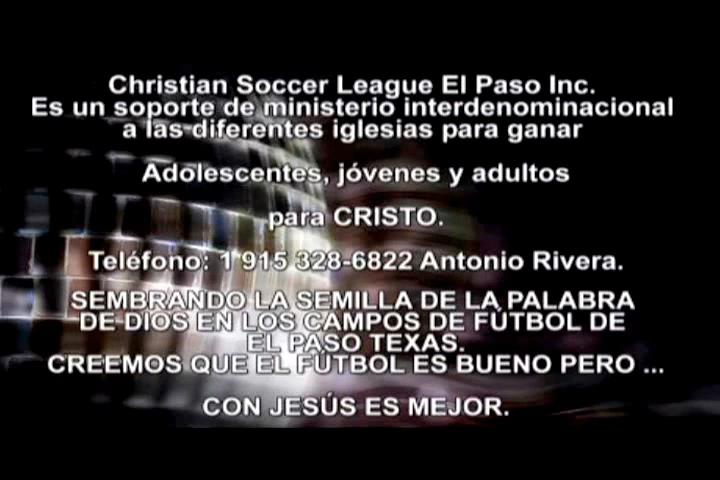 Christian Soccer League El Paso Inc.
Es un soporte de ministerio interdenominacional
a las diferentes iglesias para ganar
Adolescentes, jóvenes y adultos
para CRISTO.
Teléfono: 1 915 328-6822 Antonio Rivera.
SEMBRANDO LA SEMILLA DE LA PALABRA
DE DIOS EN LOS CAMPOS DE FÚTBOL DE
EL PASO TEXAS.
CREEMOS QUE EL FÚTBOL ES BUENO PERO ...
CON JESÚS ES MEJOR.